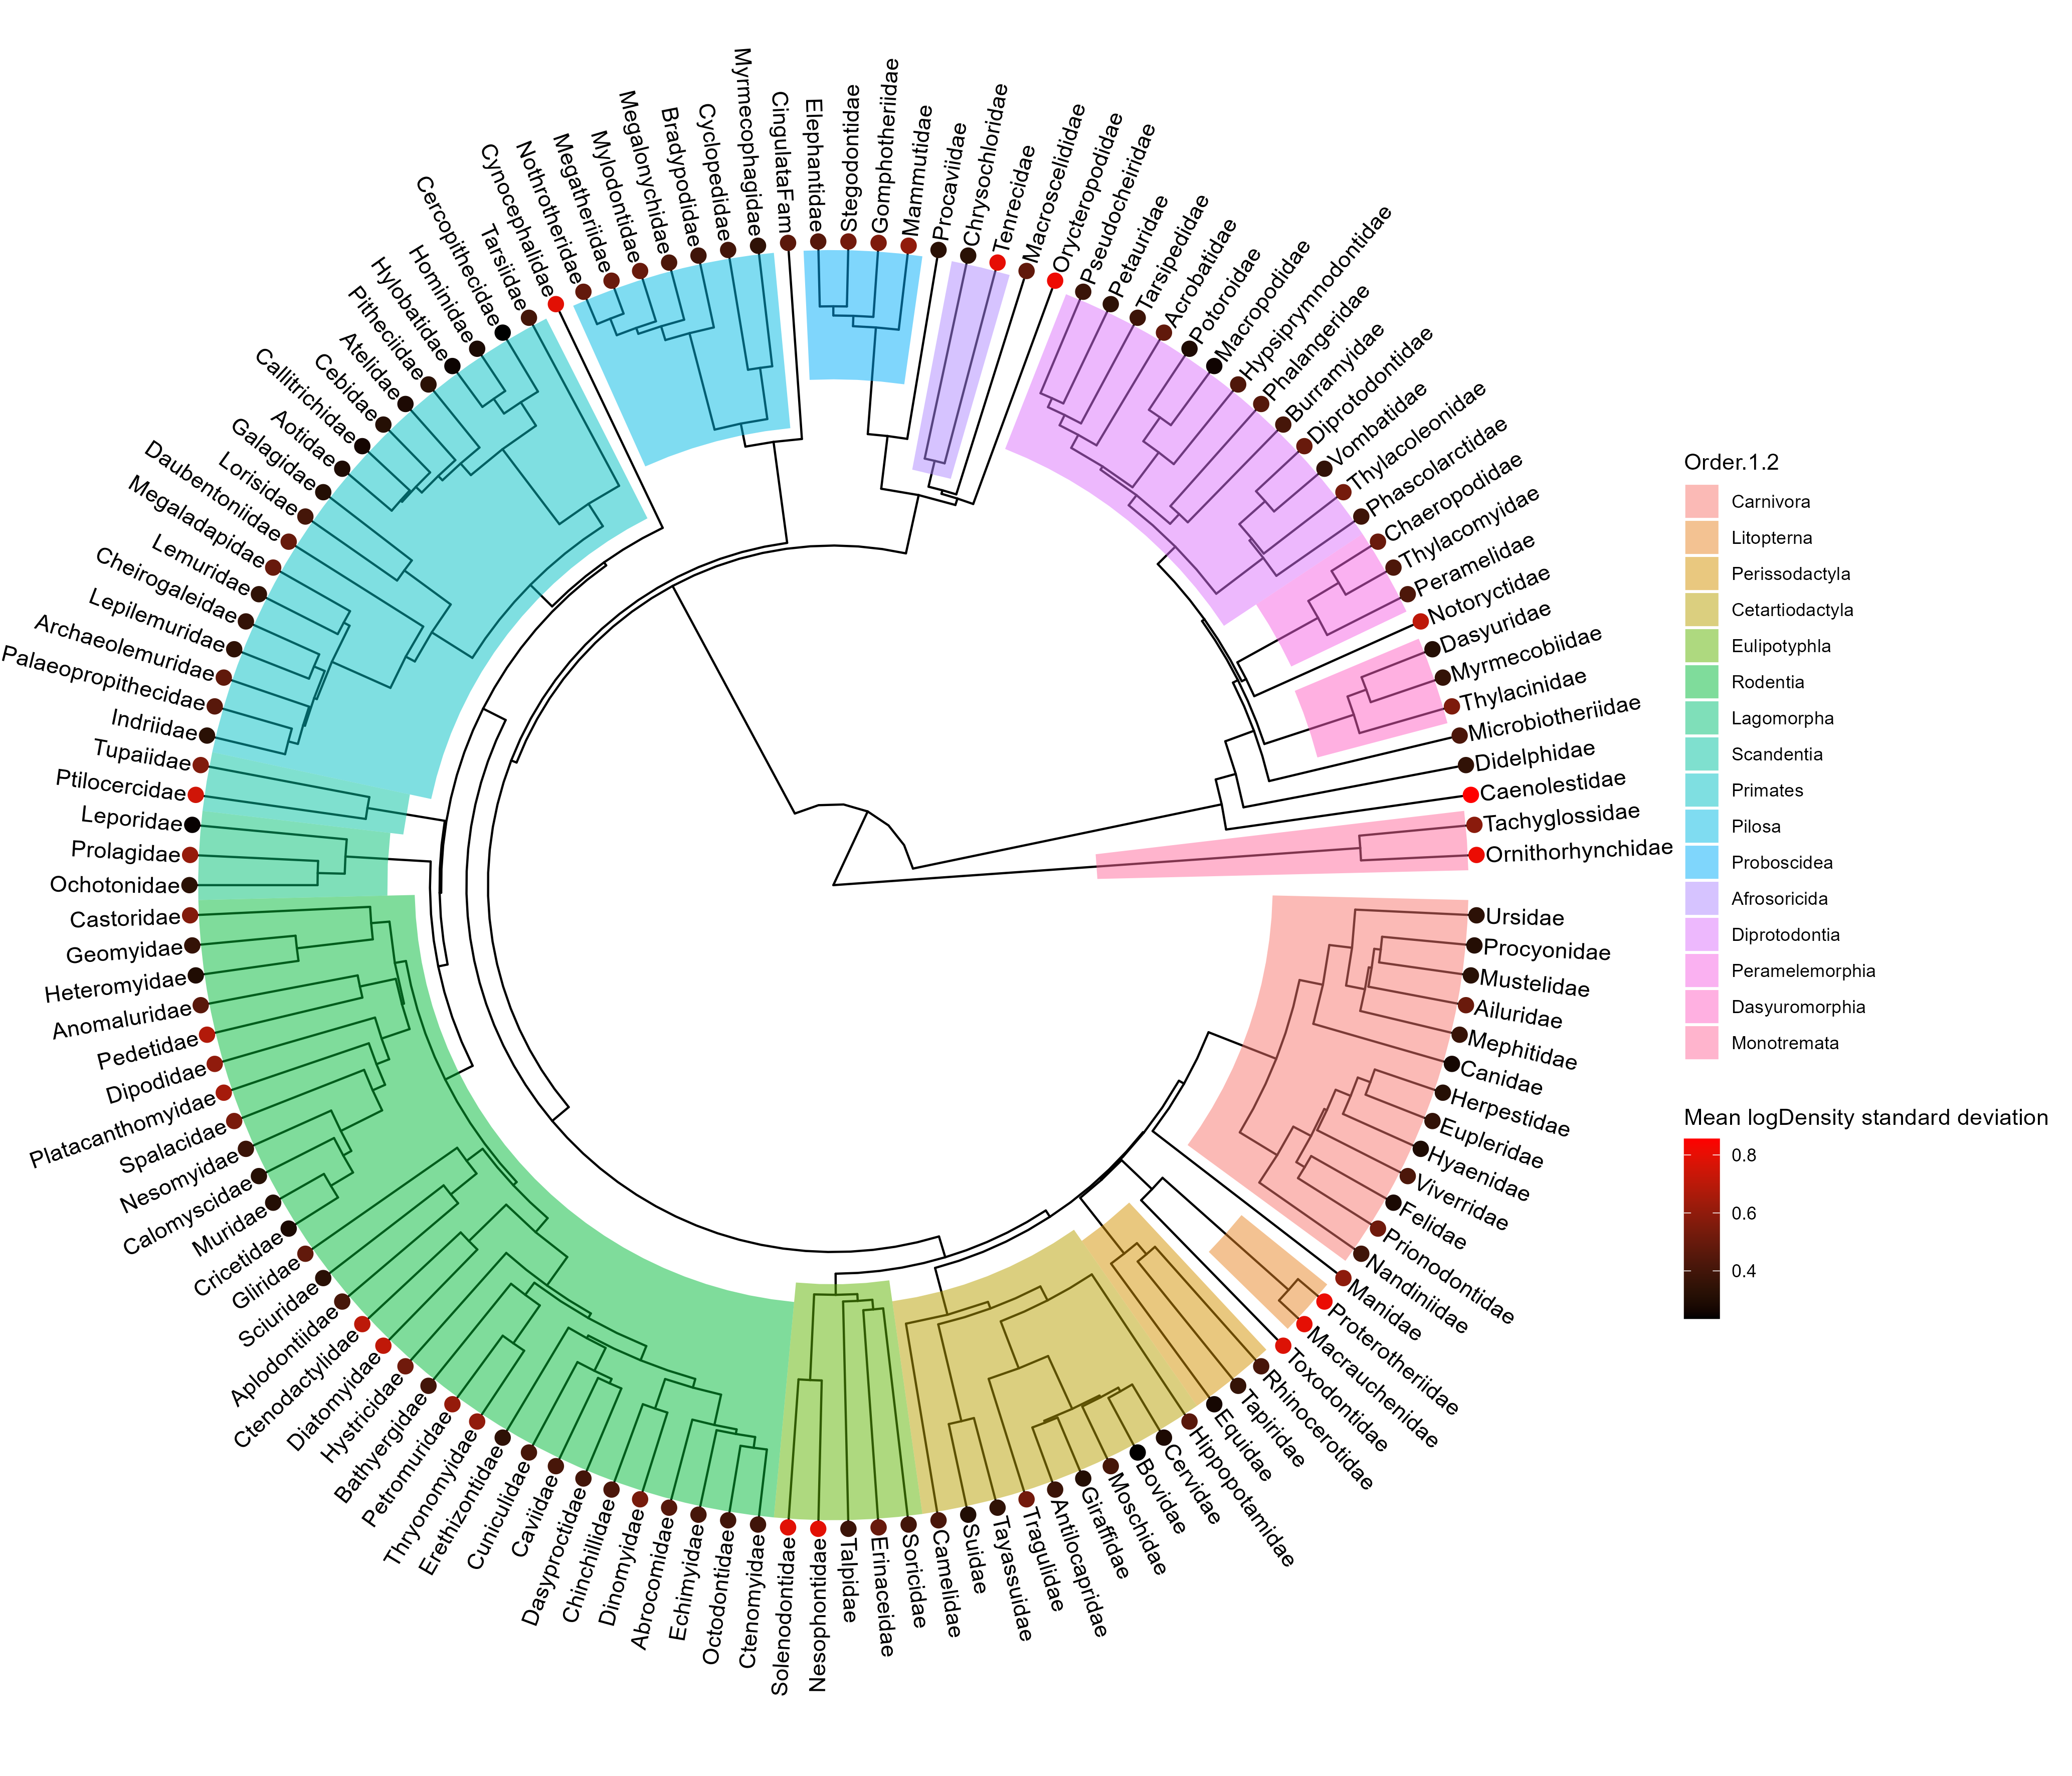 Myrmecophagidae
CingulataFam
Elephantidae
Stegodontidae
Gomphotheriidae
Mammutidae
Procaviidae
Chrysochloridae
Tenrecidae
Macroscelididae
Orycteropodidae
Pseudocheiridae
Petauridae
Tarsipedidae
Acrobatidae
Potoroidae
Macropodidae
Hypsiprymnodontidae
Phalangeridae
Burramyidae
Diprotodontidae
Vombatidae
Thylacoleonidae
Phascolarctidae
Chaeropodidae
Thylacomyidae
Peramelidae
Notoryctidae
Dasyuridae
Myrmecobiidae
Thylacinidae
Microbiotheriidae
Didelphidae
Caenolestidae
Tachyglossidae
Ornithorhynchidae
Ursidae
Procyonidae
Mustelidae
Ailuridae
Mephitidae
Canidae
Herpestidae
Eupleridae
Hyaenidae
Viverridae
Felidae
Prionodontidae
Nandiniidae
Manidae
Proterotheriidae
Macrauchenidae
Toxodontidae
Rhinocerotidae
Tapiridae
Equidae
Hippopotamidae
Cervidae
Bovidae
Moschidae
Giraffidae
Antilocapridae
Tragulidae
Tayassuidae
Suidae
Camelidae
Soricidae
Erinaceidae
Talpidae
Nesophontidae
Solenodontidae
Ctenomyidae
Octodontidae
Echimyidae
Abrocomidae
Dinomyidae
Chinchillidae
Dasyproctidae
Caviidae
Cuniculidae
Erethizontidae
Thryonomyidae
Petromuridae
Bathyergidae
Hystricidae
Diatomyidae
Ctenodactylidae
Aplodontiidae
Sciuridae
Gliridae
Cricetidae
Muridae
Calomyscidae
Nesomyidae
Spalacidae
Platacanthomyidae
Dipodidae
Pedetidae
Anomaluridae
Heteromyidae
Geomyidae
Castoridae
Ochotonidae
Prolagidae
Leporidae
Ptilocercidae
Tupaiidae
Indriidae
Palaeopropithecidae
Archaeolemuridae
Lepilemuridae
Cheirogaleidae
Lemuridae
Megaladapidae
Daubentoniidae
Lorisidae
Galagidae
Aotidae
Callitrichidae
Cebidae
Atelidae
Pitheciidae
Hylobatidae
Hominidae
Cercopithecidae
Tarsiidae
Cynocephalidae
Nothrotheridae
Megatheriidae
Mylodontidae
Megalonychidae
Bradypodidae
Cyclopedidae
Order.1.2
Carnivora
Litopterna
Perissodactyla
Cetartiodactyla
Eulipotyphla
Rodentia
Lagomorpha
Scandentia
Primates
Pilosa
Proboscidea
Afrosoricida
Diprotodontia
Peramelemorphia
Dasyuromorphia
Monotremata
Mean logDensity standard deviation
0.8
0.6
0.4